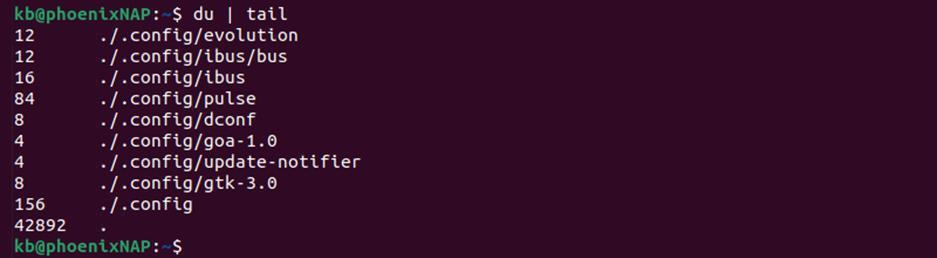 kb@phoenixNAP:~$ du | tail
12 ./.config/evolution
12 ./.config/ibus/bus
16 ./.config/ibus
84 ./.config/pulse
8 ./.config/dconf
4 ./.config/goa-1.0
4 ./.config/update-notifier
8 ./.config/gtk-3.0
156 ./.config
42892 .
kb@phoenixNAP:~$